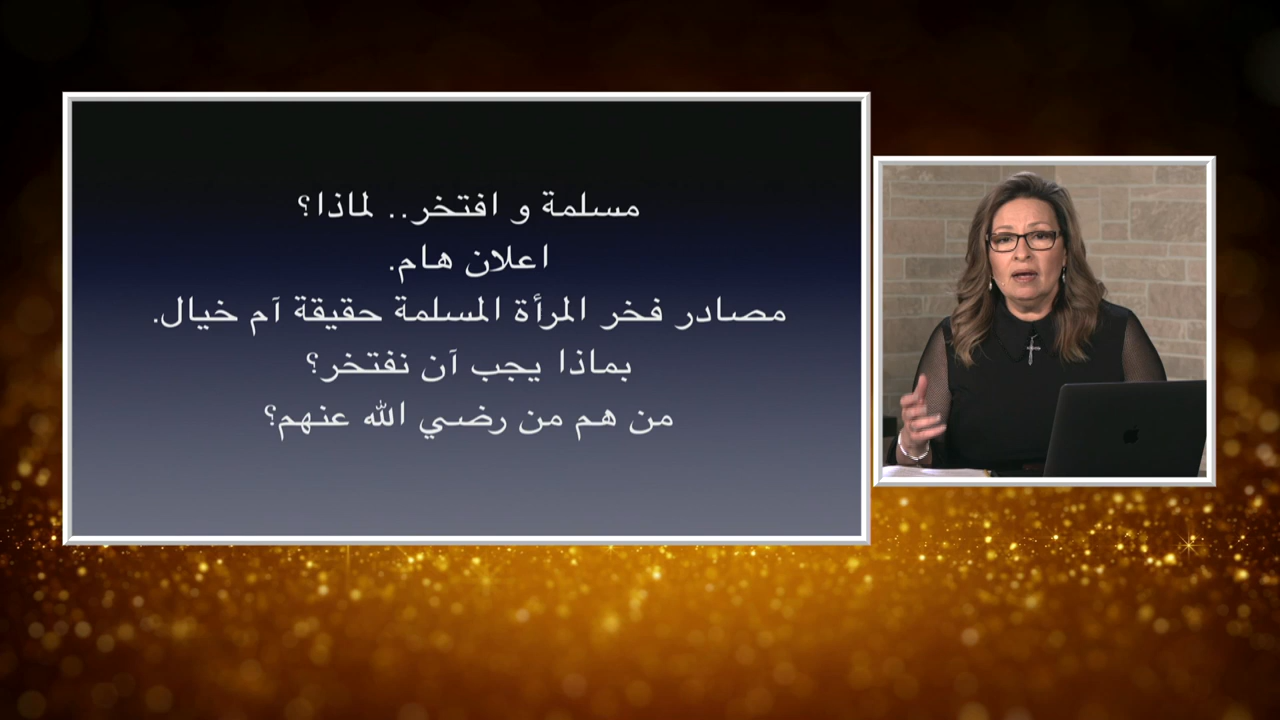 مسلمة و افتخر.. لماذا؟
اعلان هام.
مصادر فخر المرأة المسلمة حقيقة آم خيال.
بماذا يجب آن نفتخر؟
من هم من رضي الله عنهم؟